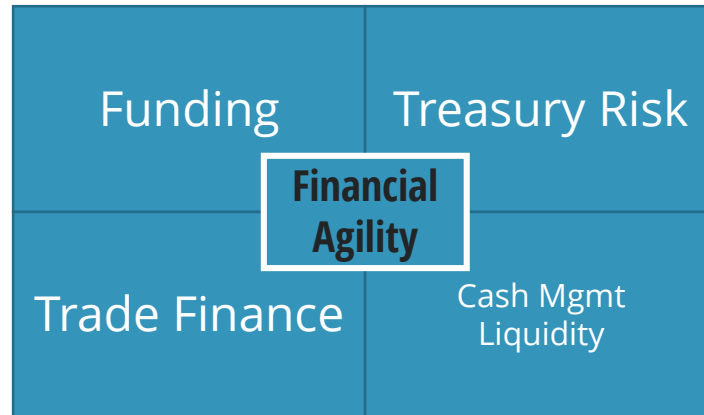 Funding
Treasury Risk
Financial
Agility
Trade Finance
Cash Mgmt
Liquidity